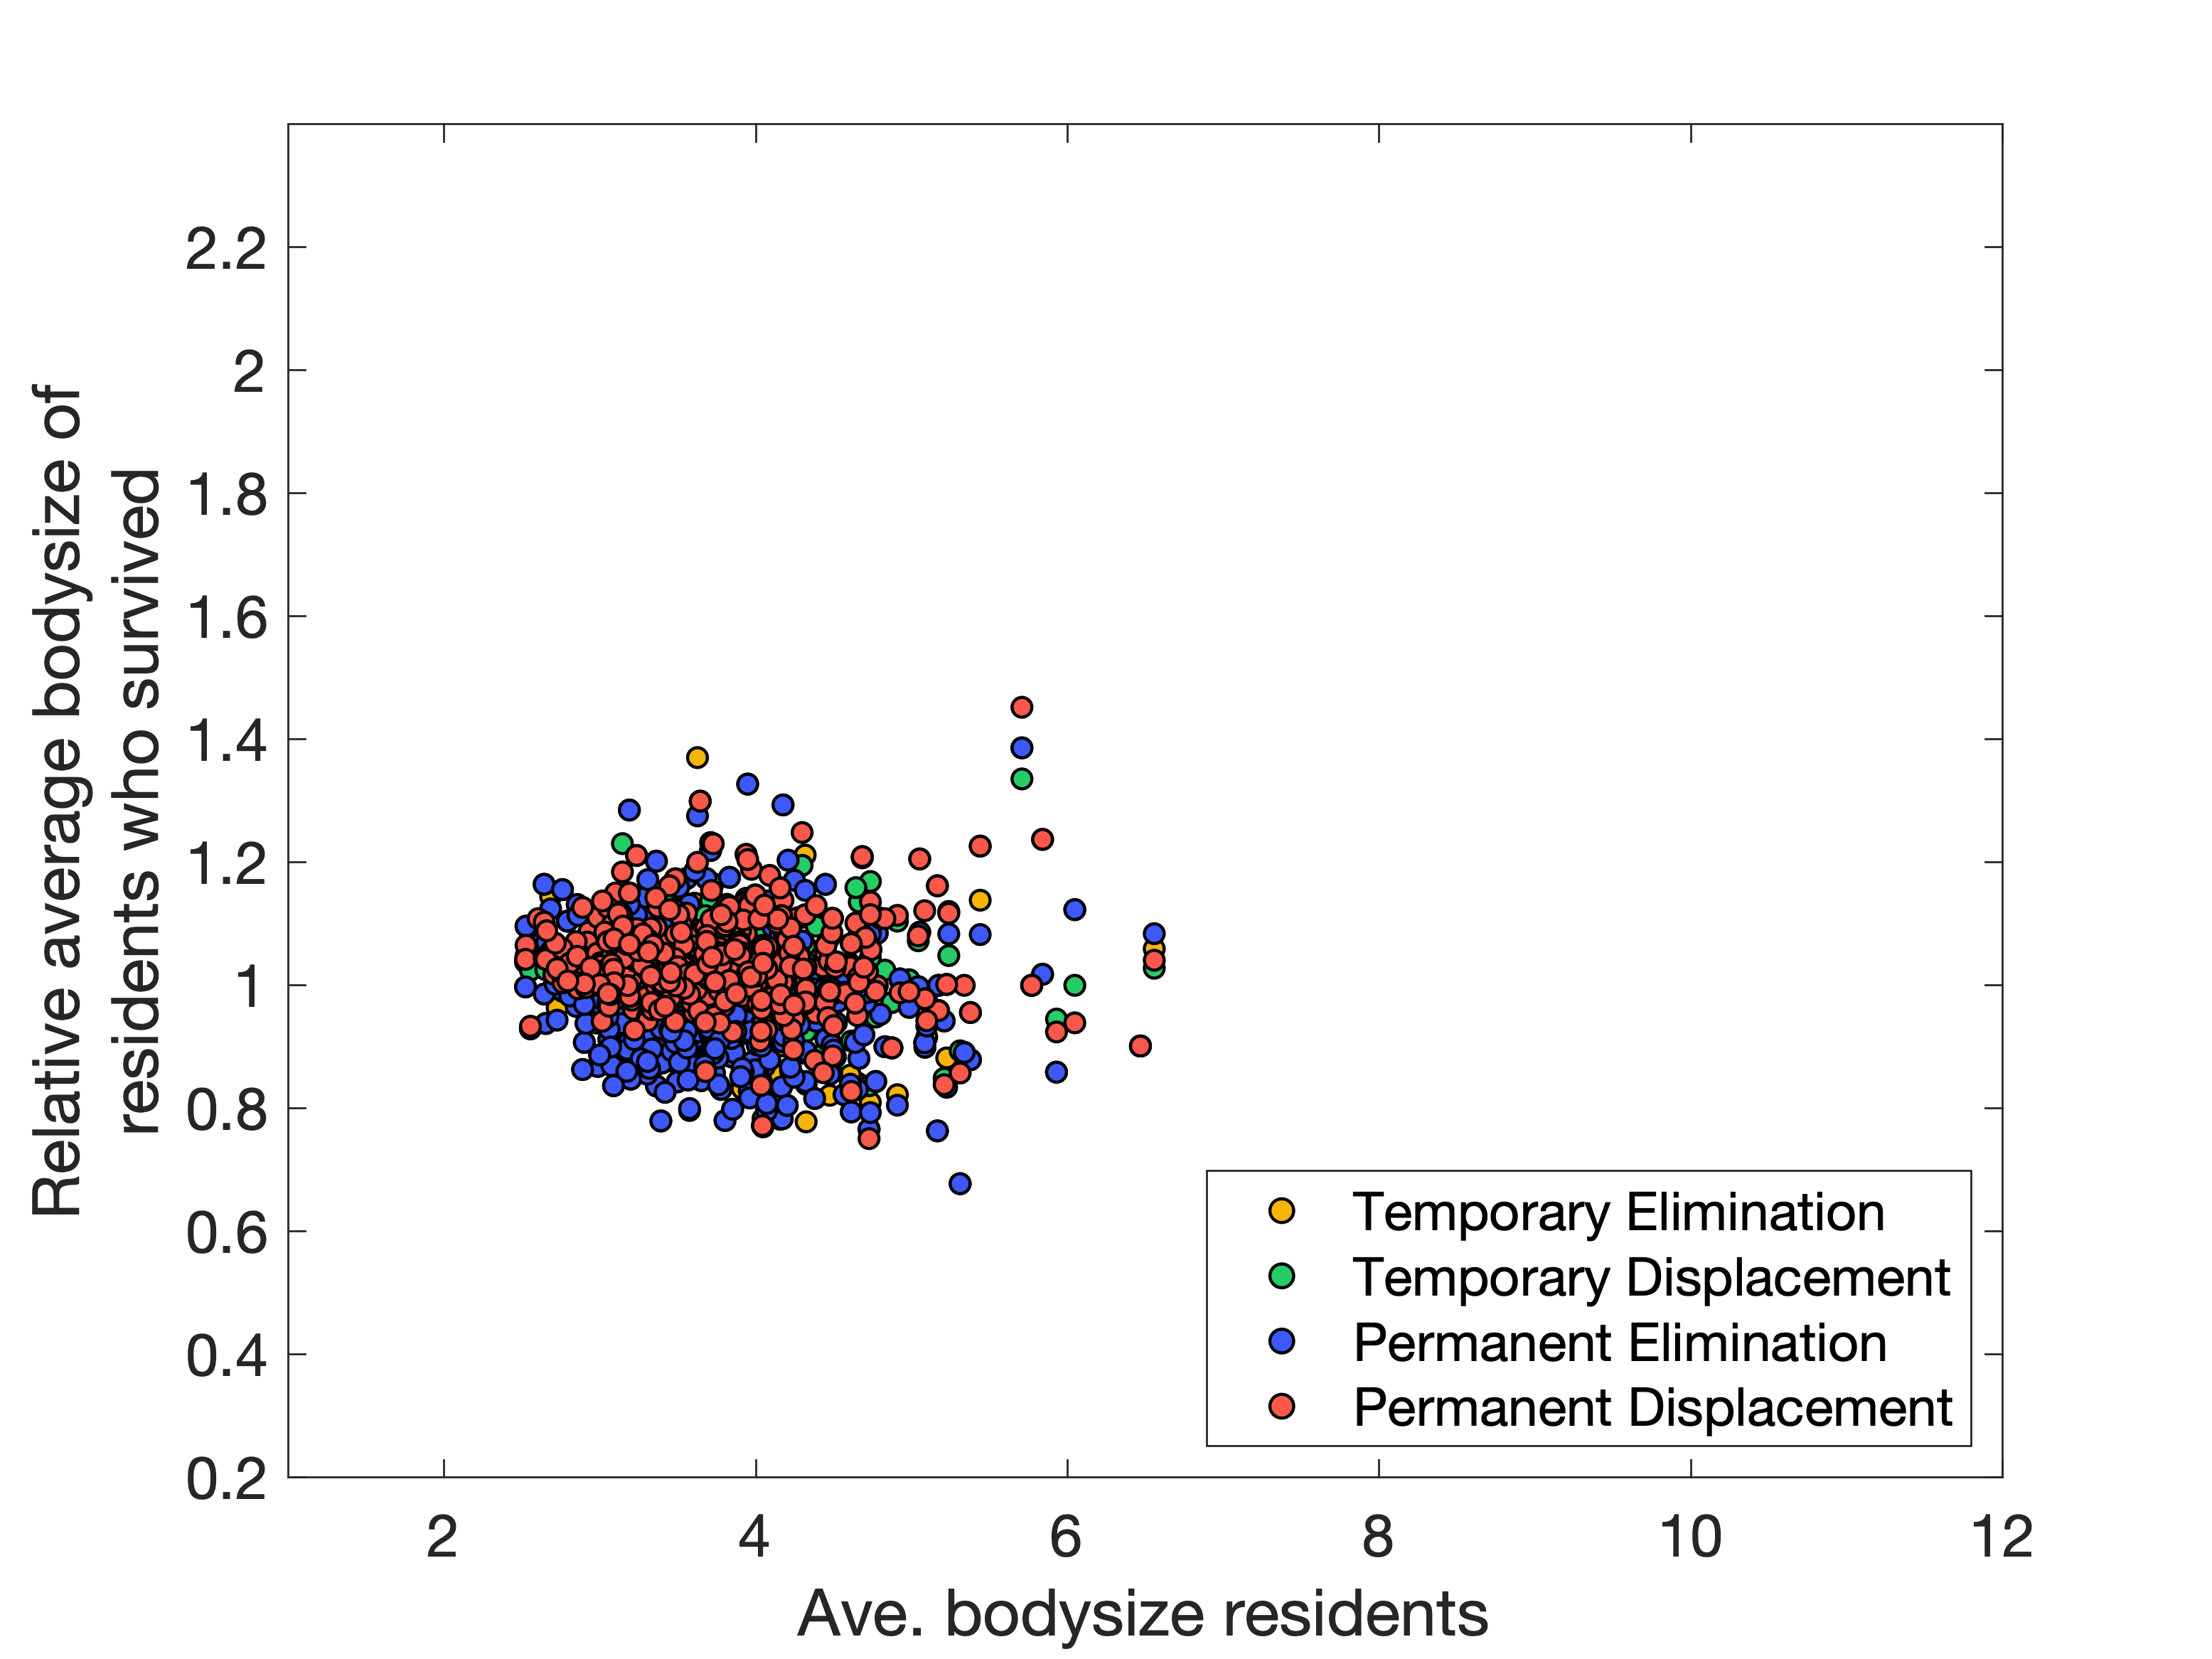 2.2
2
1.8
1.6
1.4
1.2
1
0.8
0.6
0.4
0.2
Relative average bodysize of
residents who survived
Temporary Elimination
Temporary Displacement
Permanent Elimination
Permanent Displacement
2 4 6 8 10 12
Ave. bodysize residents